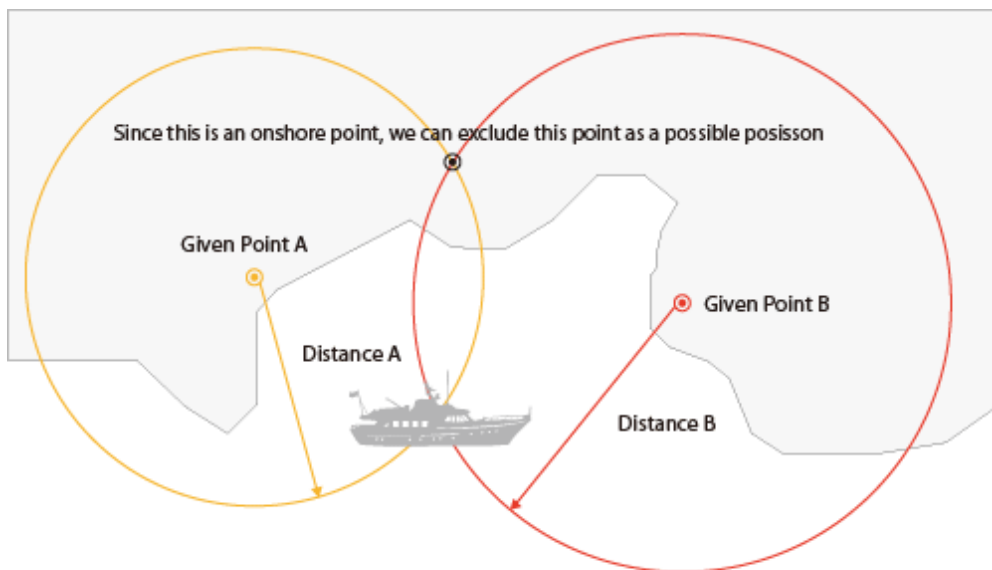 Since this is an onshore point, we can exclude this point as a possible posisson
Given Point A
Given Point B
Distance A
Distance B